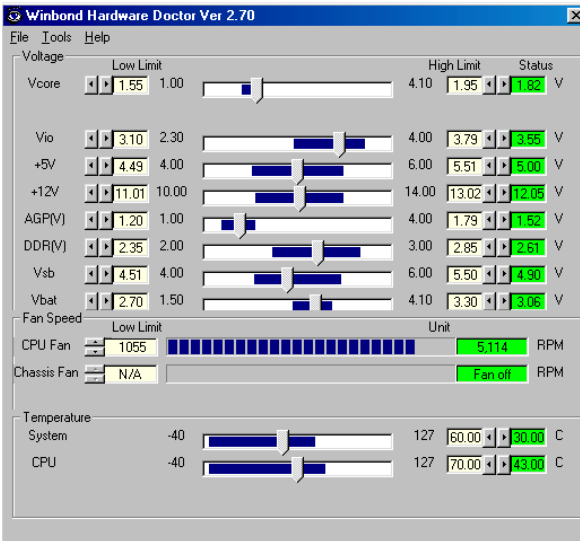 Winbond Hardware Doctor Ver 2.70
File Tools Help
Voltage
Low Limit High Limit Status
Vcore 1.55 1.00 4.10 1.95 1.82 V
Vio 3.10 2.30 4.00 3.79 3.55 V
+5V 4.49 4.00 6.00 5.51 5.00 V
+12V 11.01 10.00 14.00 13.02 12.05 V
AGP(V) 1.20 1.00 4.00 1.79 1.52 V
DDR(V) 2.35 2.00 3.00 2.85 2.61 V
Vsb 4.51 4.00 6.00 5.50 4.90 V
Vbat 2.70 1.50 4.10 3.30 3.06 V
Fan Speed
Low Limit Unit
CPU Fan 1055 5,114 RPM
Chassis Fan N/A Fan off RPM
Temperature
System -40 127 60.00 30.00 C
CPU -40 127 70.00 43.00 C